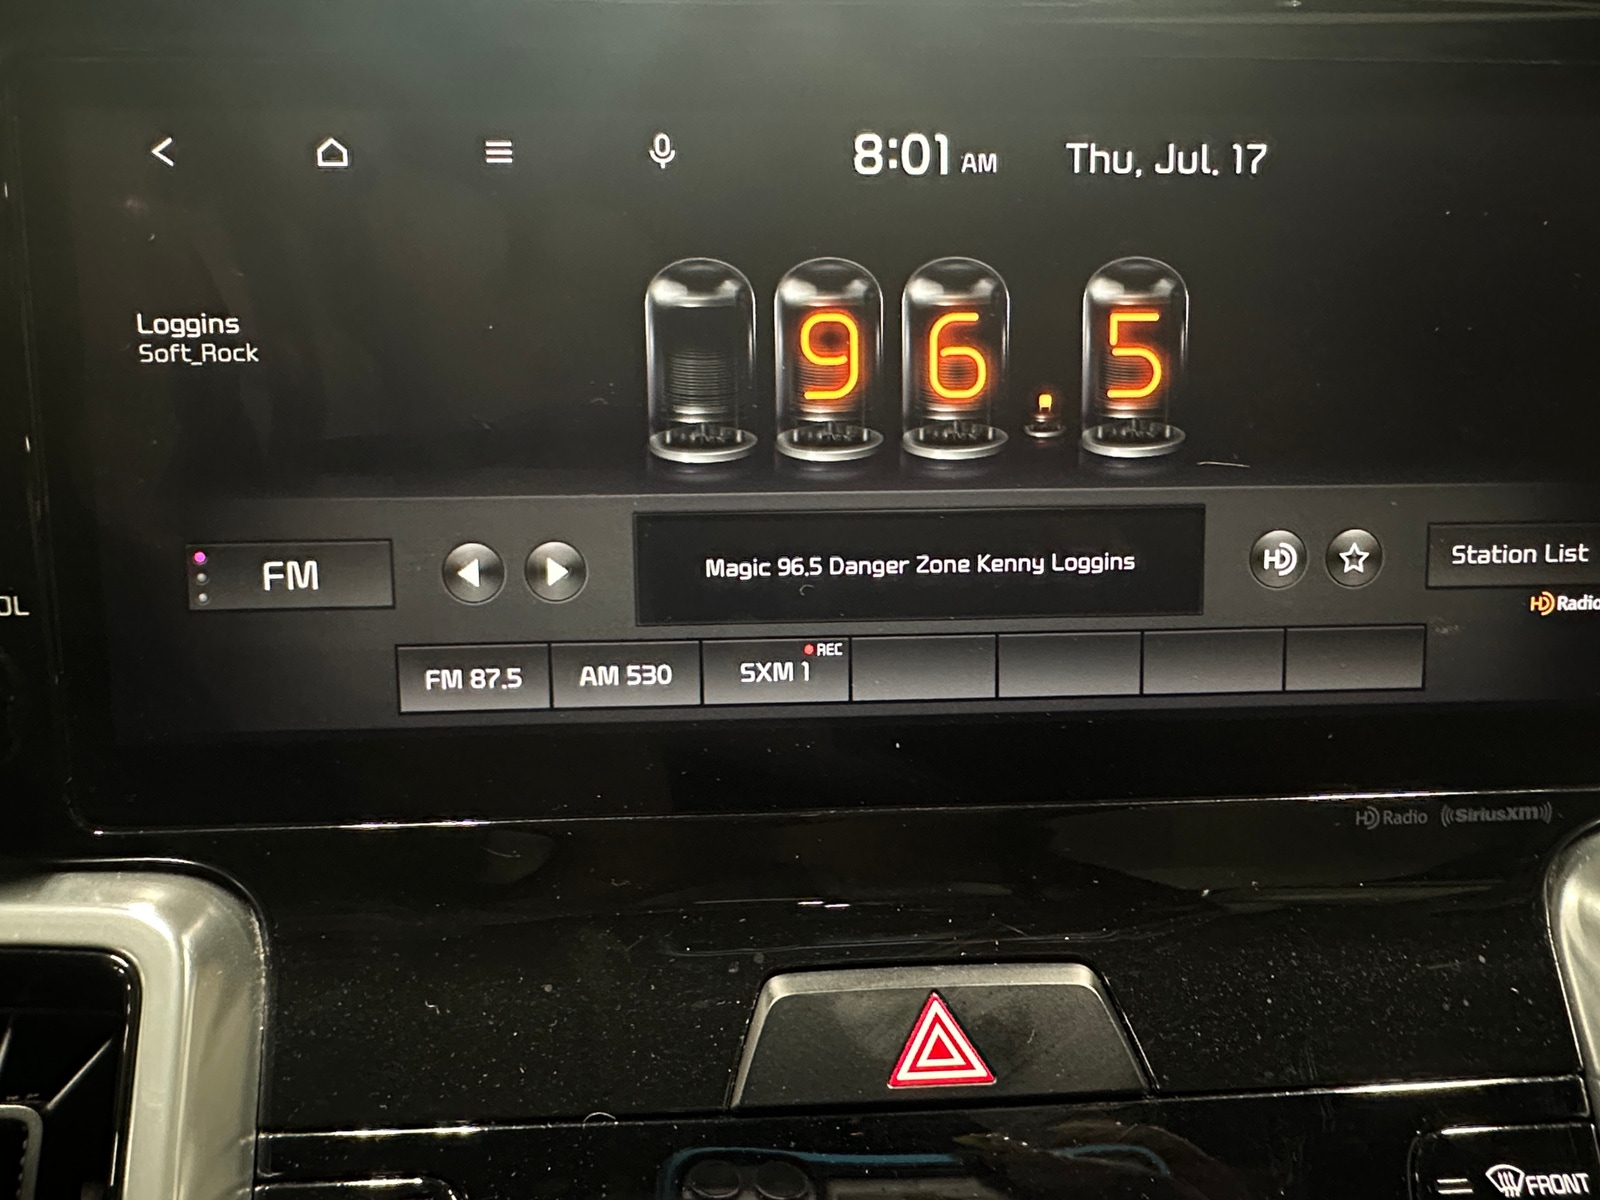 8:01 AM Thu, Jul. 17
Loggins
Soft_Rock
96.5
FM
Magic 96.5 Danger Zone Kenny Loggins
HD
Station List
HD Radio
FM 87.5
AM 530
SXM 1
REC
HD Radio
((SiriusXM))
FRONT